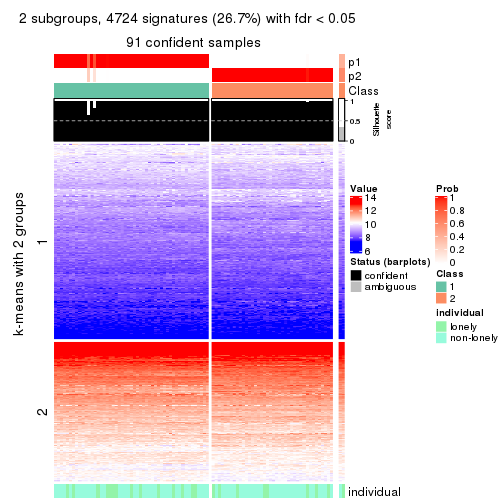 2 subgroups, 4724 signatures (26.7%) with fdr < 0.05
91 confident samples
p1
p2
Class
1
0.5
0
Silhouette
score
k-means with 2 groups
1
2
individual
Value
14
12
10
8
6
Status (barplots)
confident
ambiguous
Prob
1
0.8
0.6
0.4
0.2
0
Class
1
2
individual
lonely
non-lonely